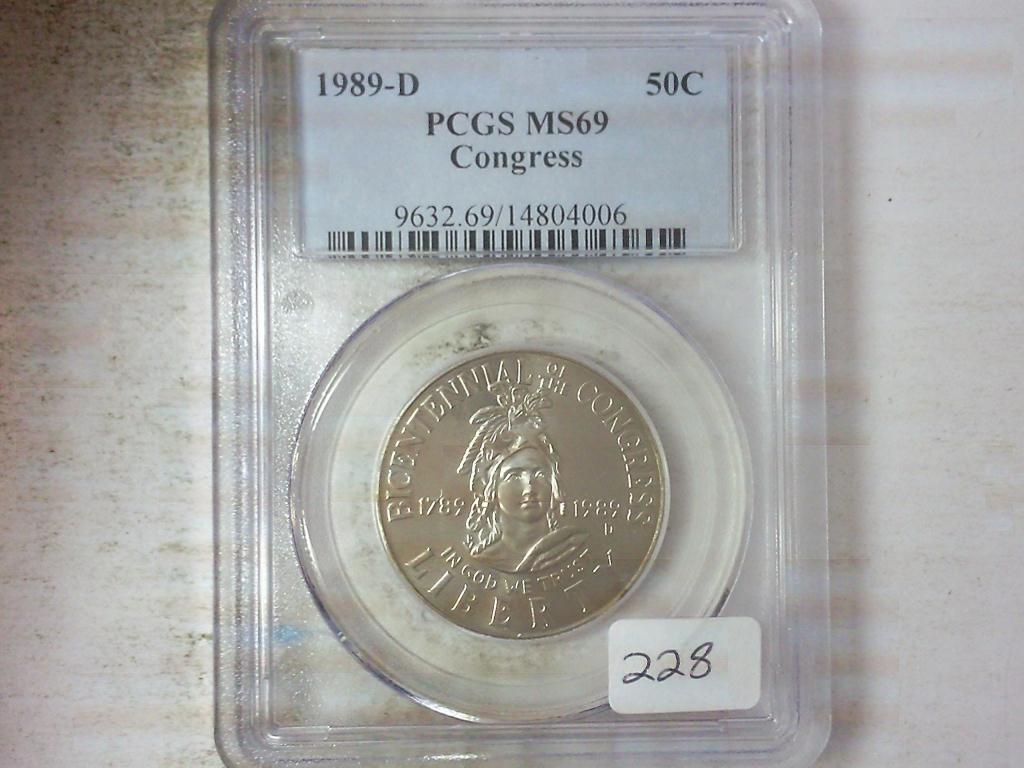 1989-D 50C
PCGS MS69
Congress
9632.69/14804006
BICENTENNIAL OF THE CONGRESS
1789 1989
D
IN GOD WE TRUST
LIBERT
228